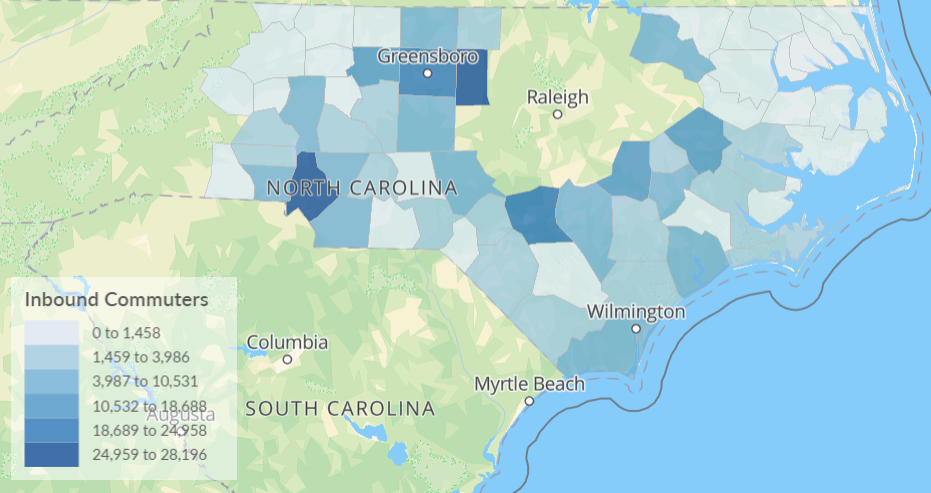 Greensboro
Raleigh
NORTH CAROLINA
Inbound Commuters
0 to 1,458
1,459 to 3,986
3,987 to 10,531
10,532 to 18,688
18,689 to 24,958
24,959 to 28,196
Augusta
Wilmington
Columbia
Myrtle Beach
SOUTH CAROLINA